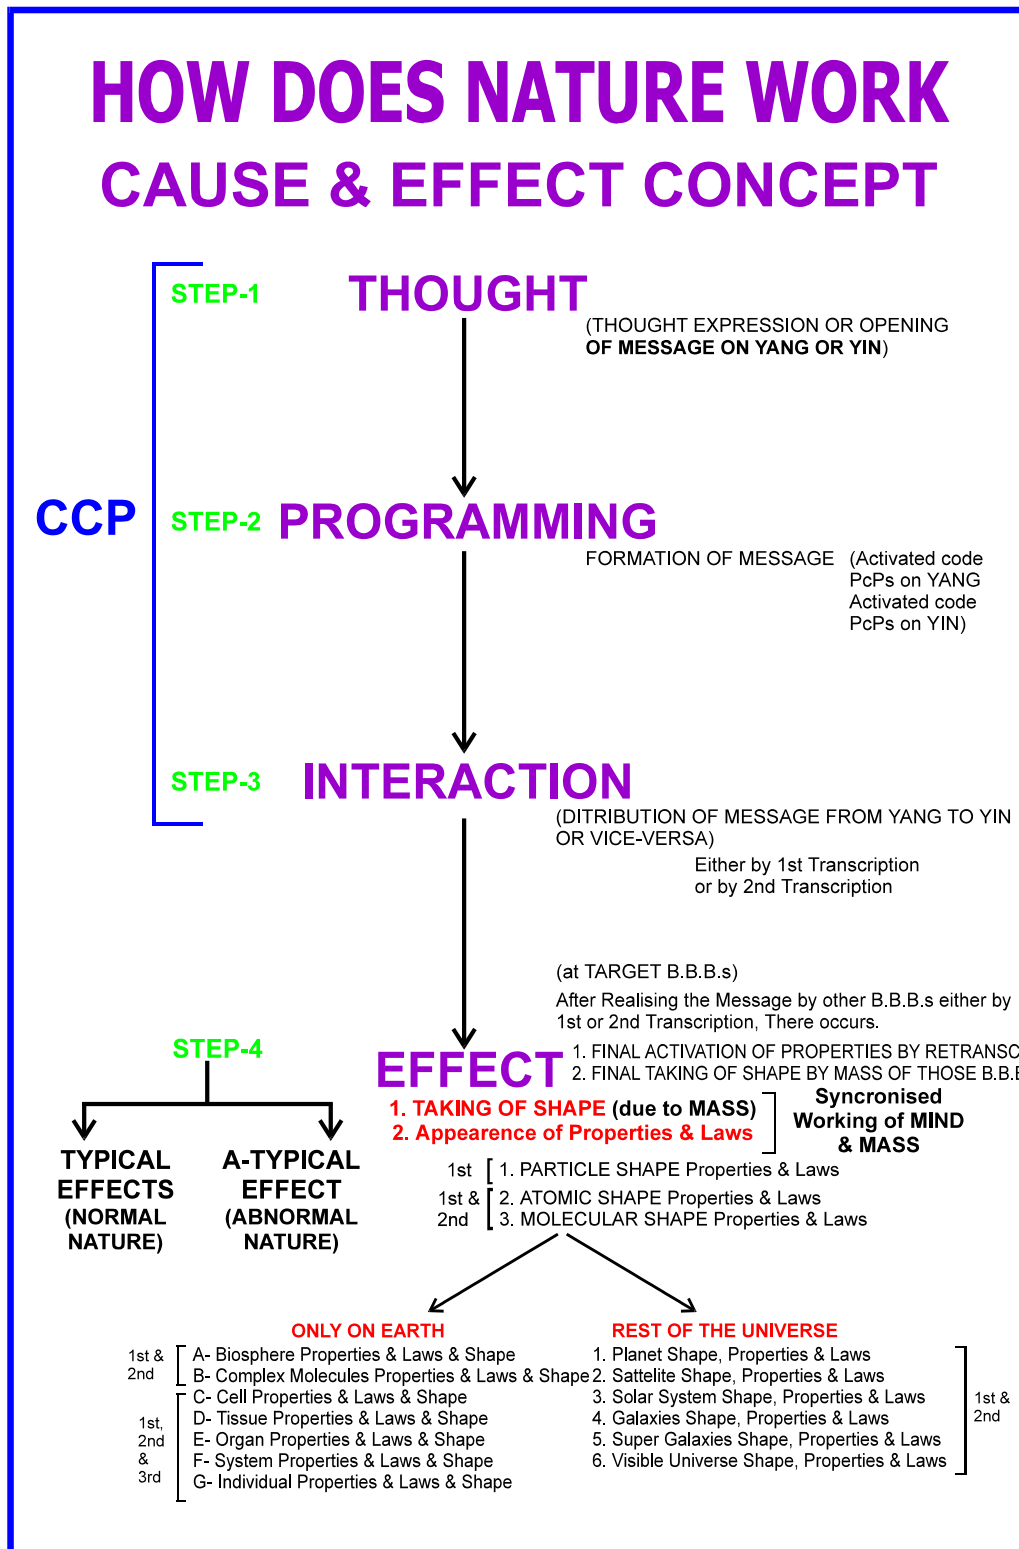 HOW DOES NATURE WORK
CAUSE & EFFECT CONCEPT
STEP-1
THOUGHT
(THOUGHT EXPRESSION OR OPENING
OF MESSAGE ON YANG OR YIN)
CCP
STEP-2
PROGRAMMING
FORMATION OF MESSAGE (Activated code
PcPs on YANG
Activated code
PcPs on YIN)
STEP-3
INTERACTION
(DITRIBUTION OF MESSAGE FROM YANG TO YIN
OR VICE-VERSA)
Either by 1st Transcription
or by 2nd Transcription
(at TARGET B.B.B.s)
After Realising the Message by other B.B.B.s either by
1st or 2nd Transcription, There occurs.
STEP-4
EFFECT
1. FINAL ACTIVATION OF PROPERTIES BY RETRANSC
2. FINAL TAKING OF SHAPE BY MASS OF THOSE B.B.B
1. TAKING OF SHAPE (due to MASS)
2. Appearence of Properties & Laws
Syncronised
Working of MIND
& MASS
TYPICAL
EFFECTS
(NORMAL
NATURE)
A-TYPICAL
EFFECT
(ABNORMAL
NATURE)
1st
1. PARTICLE SHAPE Properties & Laws
1st &
2nd
2. ATOMIC SHAPE Properties & Laws
3. MOLECULAR SHAPE Properties & Laws
ONLY ON EARTH
1st &
2nd
A- Biosphere Properties & Laws & Shape
B- Complex Molecules Properties & Laws & Shape
1st,
2nd
&
3rd
C- Cell Properties & Laws & Shape
D- Tissue Properties & Laws & Shape
E- Organ Properties & Laws & Shape
F- System Properties & Laws & Shape
G- Individual Properties & Laws & Shape
REST OF THE UNIVERSE
1. Planet Shape, Properties & Laws
2. Sattelite Shape, Properties & Laws
3. Solar System Shape, Properties & Laws
4. Galaxies Shape, Properties & Laws
5. Super Galaxies Shape, Properties & Laws
6. Visible Universe Shape, Properties & Laws
1st &
2nd